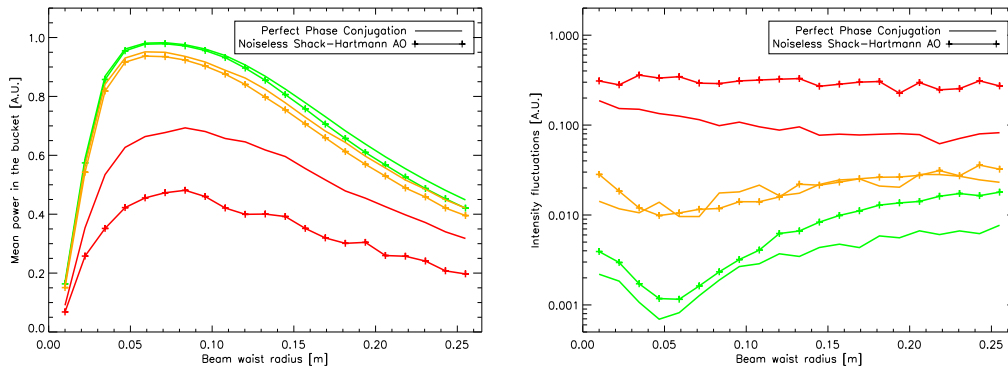 Perfect Phase Conjugation
Noiseless Shack-Hartmann AO
Mean power in the bucket [A.U.]
1.0
0.8
0.6
0.4
0.2
0.0
0.00 0.05 0.10 0.15 0.20 0.25
Beam waist radius [m]
Perfect Phase Conjugation
Noiseless Shack-Hartmann AO
Intensity fluctuations [A.U.]
1.000
0.100
0.010
0.001
0.00 0.05 0.10 0.15 0.20 0.25
Beam waist radius [m]